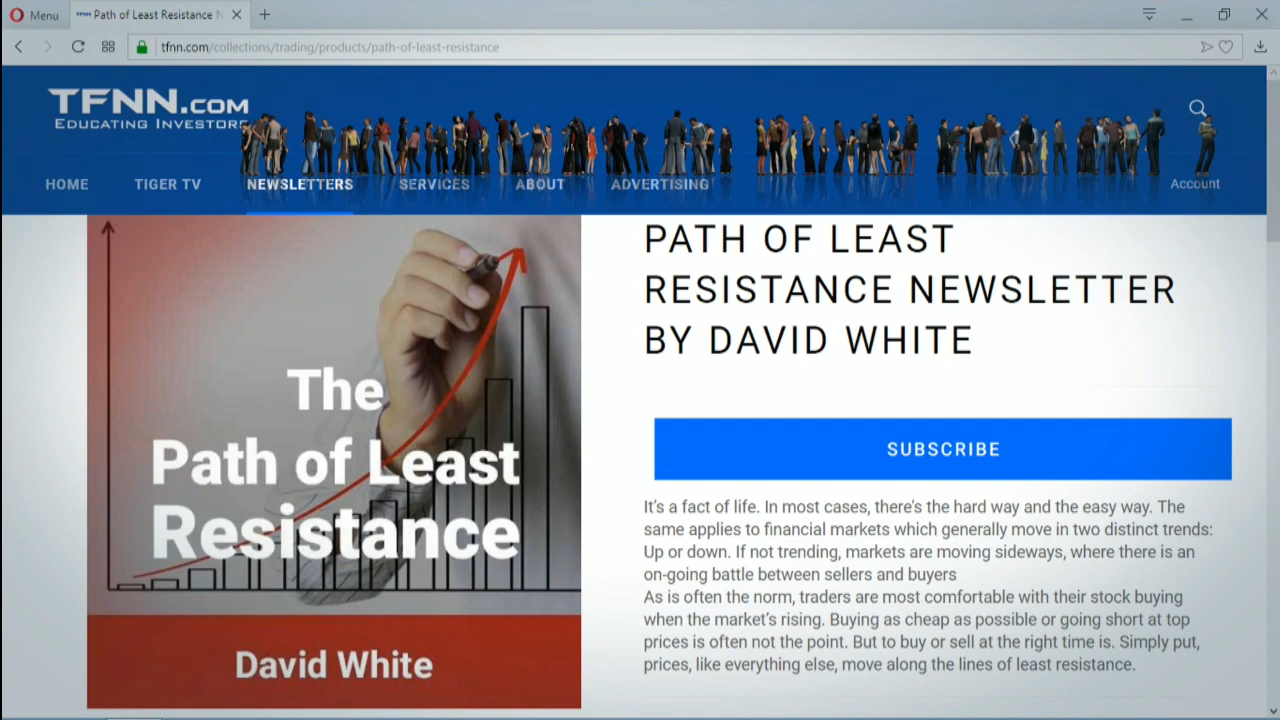 Menu
TFNN Path of Least Resistance N
tfnn.com/collections/trading/products/path-of-least-resistance
TFNN.COM
EDUCATING INVESTORS
HOME TIGER TV NEWSLETTERS SERVICES ABOUT ADVERTISING Account
The
Path of Least
Resistance
David White
PATH OF LEAST
RESISTANCE NEWSLETTER
BY DAVID WHITE
SUBSCRIBE
It's a fact of life. In most cases, there's the hard way and the easy way. The
same applies to financial markets which generally move in two distinct trends:
Up or down. If not trending, markets are moving sideways, where there is an
on-going battle between sellers and buyers
As is often the norm, traders are most comfortable with their stock buying
when the market's rising. Buying as cheap as possible or going short at top
prices is often not the point. But to buy or sell at the right time is. Simply put,
prices, like everything else, move along the lines of least resistance.